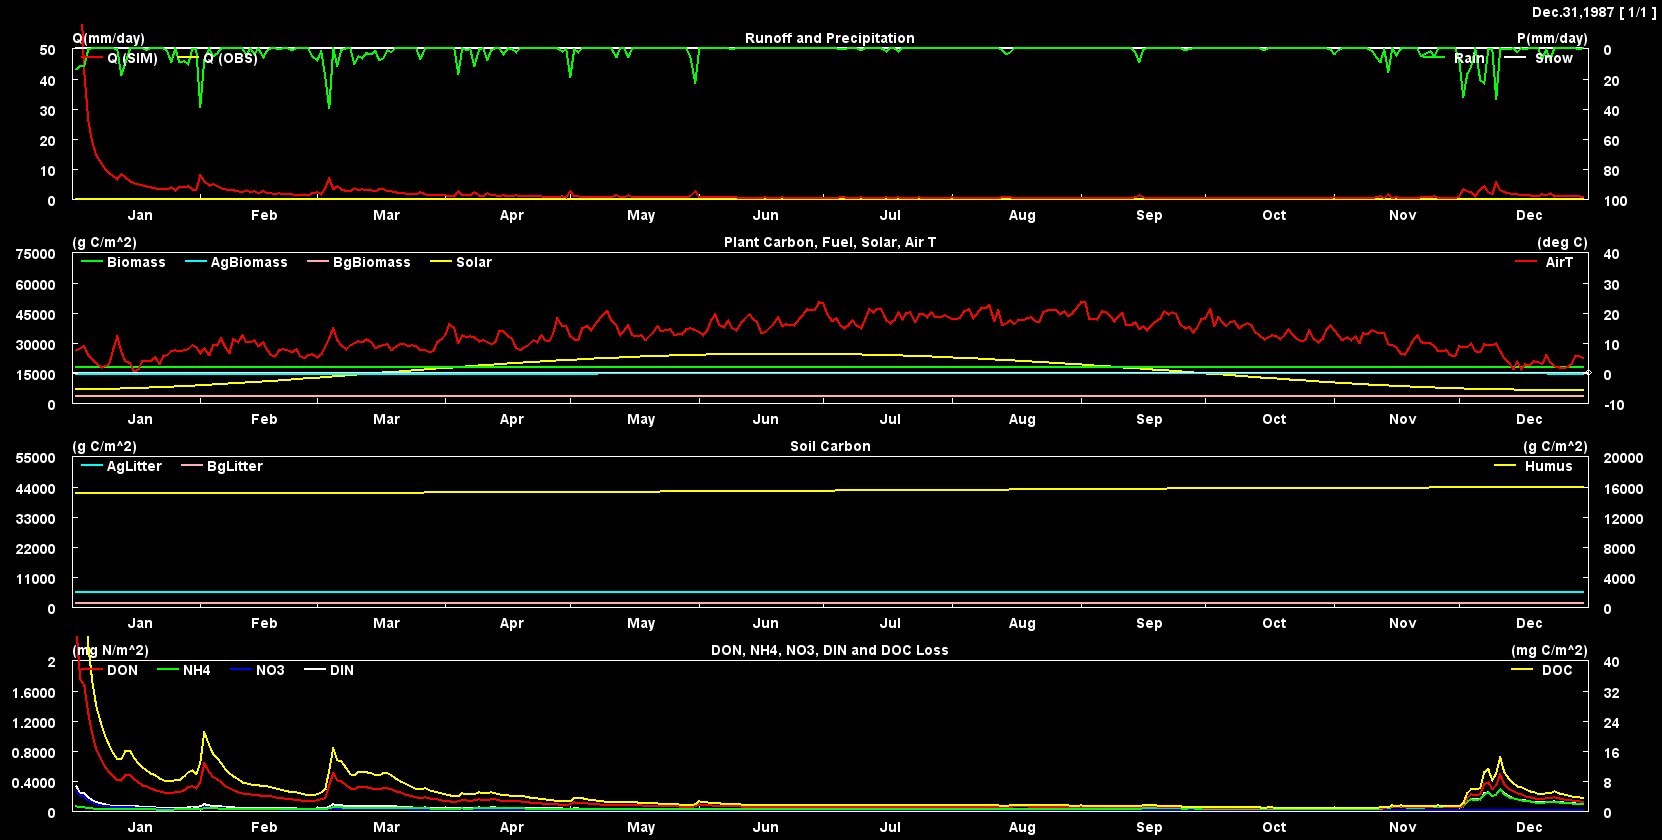 Dec.31,1987 [ 1/1 ]
Q(mm/day) Runoff and Precipitation P(mm/day)
50 Q (SIM) Q (OBS) Rain Snow 0
40 20
30 40
20 60
10 80
0 100
Jan Feb Mar Apr May Jun Jul Aug Sep Oct Nov Dec
(g C/m^2) Plant Carbon, Fuel, Solar, Air T (deg C)
75000 40
Biomass AgBiomass BgBiomass Solar AirT
60000 30
45000 20
30000 10
15000 0
0 -10
Jan Feb Mar Apr May Jun Jul Aug Sep Oct Nov Dec
(g C/m^2) Soil Carbon (g C/m^2)
55000 20000
AgLitter BgLitter Humus
44000 16000
33000 12000
22000 8000
11000 4000
0 0
Jan Feb Mar Apr May Jun Jul Aug Sep Oct Nov Dec
(mg N/m^2) DON, NH4, NO3, DIN and DOC Loss (mg C/m^2)
2 40
DON NH4 NO3 DIN DOC
1.6000 32
1.2000 24
0.8000 16
0.4000 8
0 0
Jan Feb Mar Apr May Jun Jul Aug Sep Oct Nov Dec